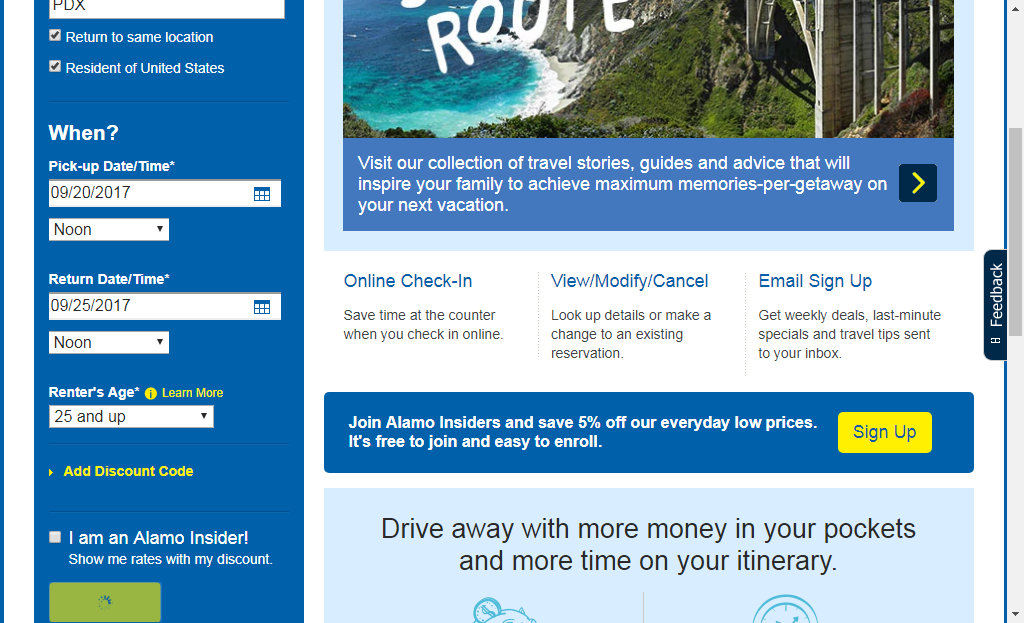 PDX
Return to same location
Resident of United States
When?
Pick-up Date/Time*
09/20/2017
Noon
Return Date/Time*
09/25/2017
Noon
Renter's Age* Learn More
25 and up
Add Discount Code
I am an Alamo Insider!
Show me rates with my discount.
ROUTE
Visit our collection of travel stories, guides and advice that will
inspire your family to achieve maximum memories-per-getaway on
your next vacation.
Online Check-In
Save time at the counter
when you check in online.
View/Modify/Cancel
Look up details or make a
change to an existing
reservation.
Email Sign Up
Get weekly deals, last-minute
specials and travel tips sent
to your inbox.
Join Alamo Insiders and save 5% off our everyday low prices.
It's free to join and easy to enroll.
Sign Up
Drive away with more money in your pockets
and more time on your itinerary.
Feedback